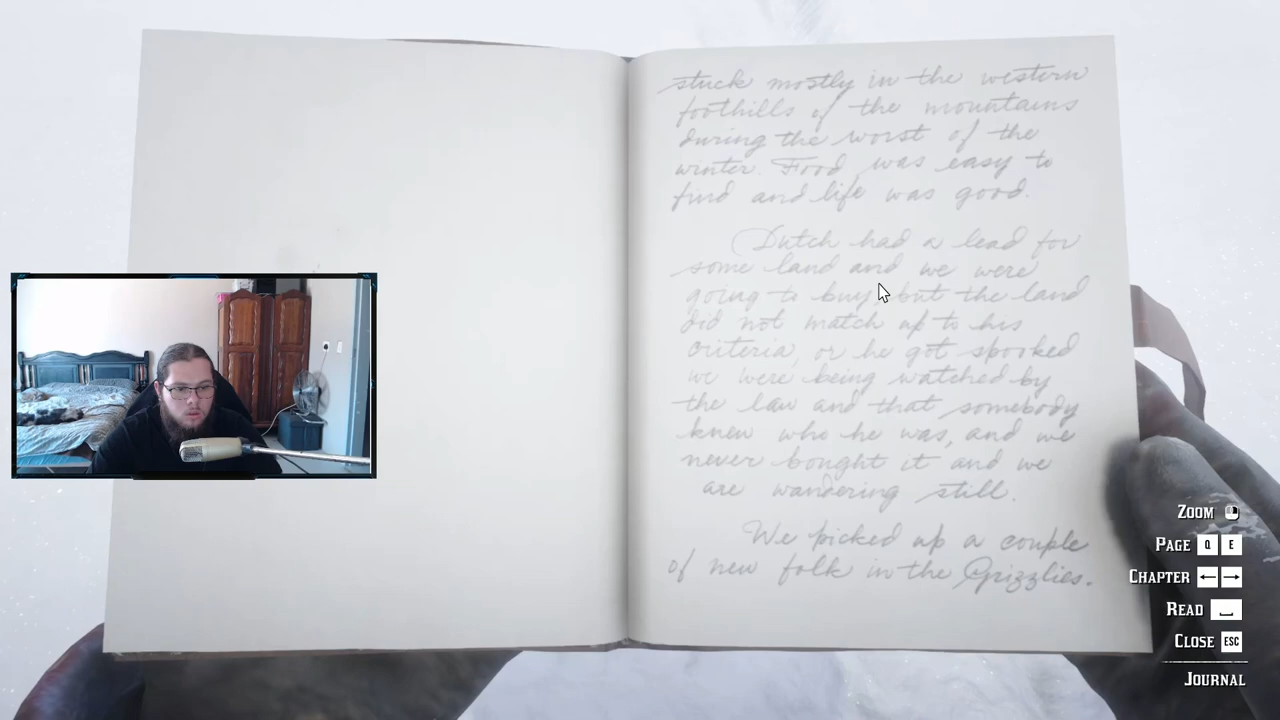 stuck mostly in the western
foothills of the mountains
during the worst of the
winter. Food was easy to
find and life was good.
Dutch had a lead for
some land and we were
going to buy, but the land
did not match up to his
criteria, or he got spooked
we were being watched by
the law and that somebody
knew who he was, and we
never bought it and we
are wandering still.
We picked up a couple
of new folk in the Grizzlies.
ZOOM
PAGE Q E
CHAPTER ← →
READ
CLOSE ESC
JOURNAL